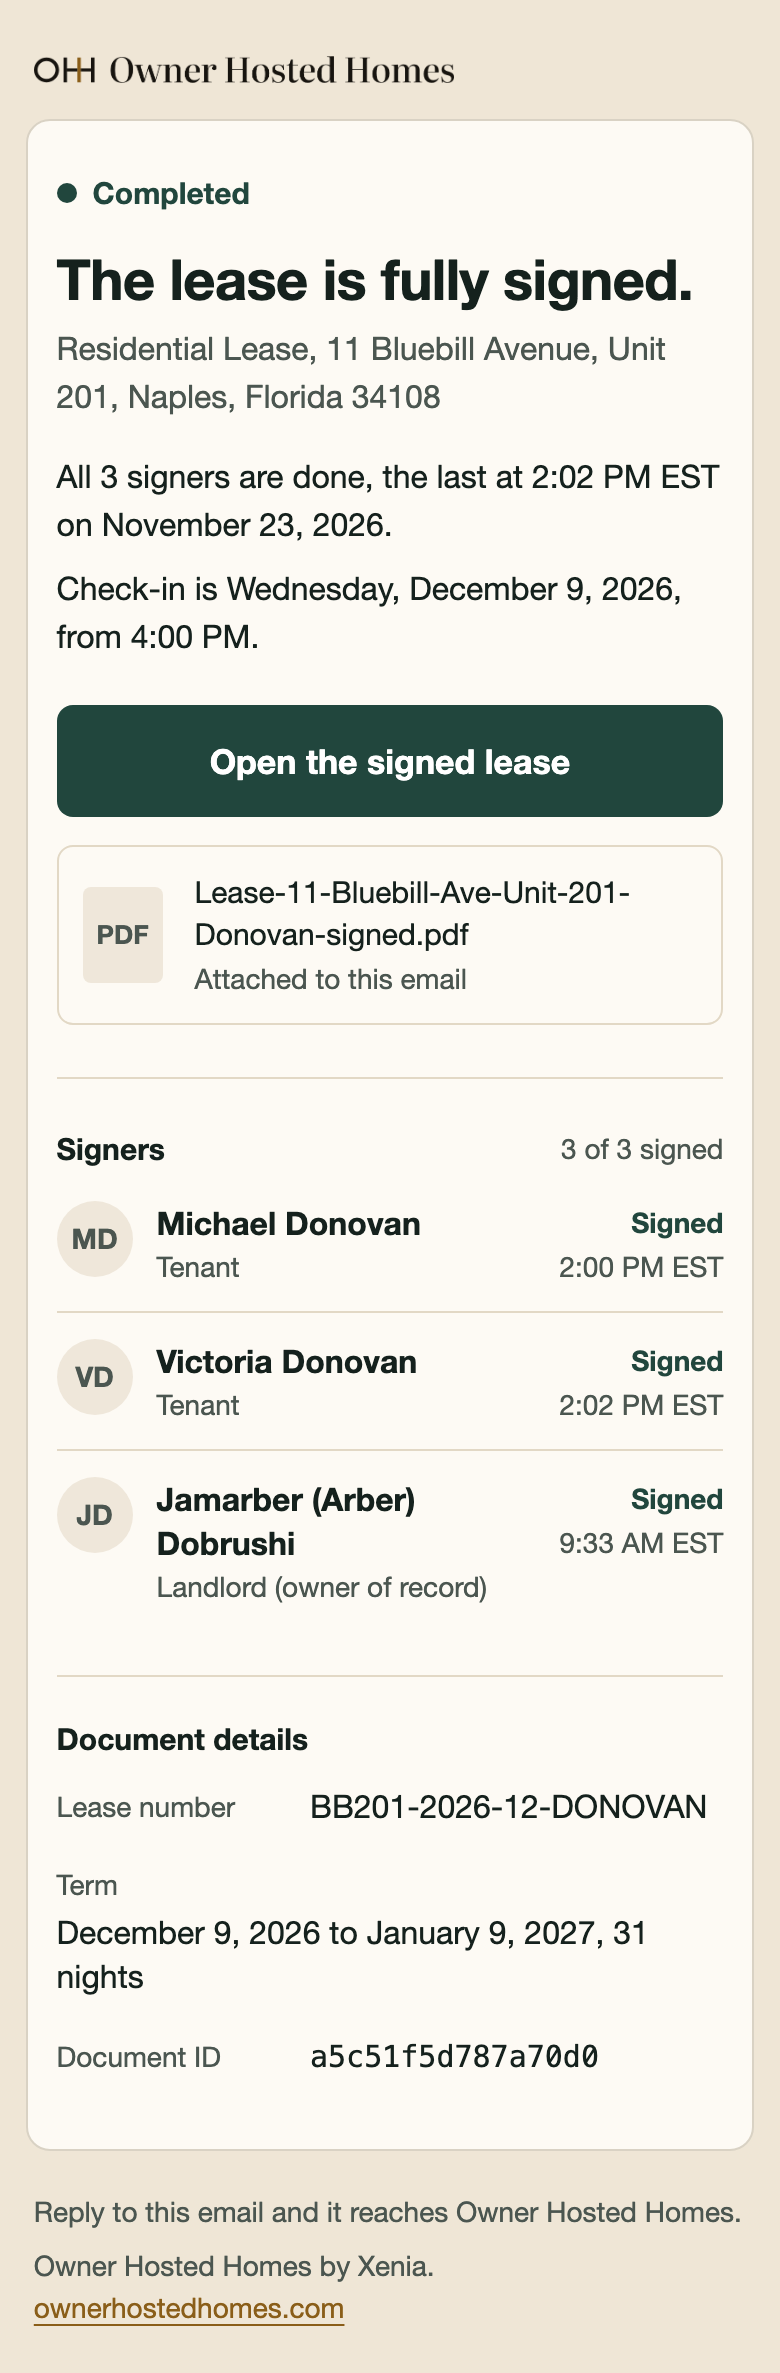 OHH Owner Hosted Homes
Completed
The lease is fully signed.
Residential Lease, 11 Bluebill Avenue, Unit
201, Naples, Florida 34108
All 3 signers are done, the last at 2:02 PM EST
on November 23, 2026.
Check-in is Wednesday, December 9, 2026,
from 4:00 PM.
Open the signed lease
PDF
Lease-11-Bluebill-Ave-Unit-201-
Donovan-signed.pdf
Attached to this email
Signers 3 of 3 signed
MD Michael Donovan Signed
Tenant 2:00 PM EST
VD Victoria Donovan Signed
Tenant 2:02 PM EST
JD Jamarber (Arber) Signed
Dobrushi 9:33 AM EST
Landlord (owner of record)
Document details
Lease number BB201-2026-12-DONOVAN
Term
December 9, 2026 to January 9, 2027, 31
nights
Document ID a5c51f5d787a70d0
Reply to this email and it reaches Owner Hosted Homes.
Owner Hosted Homes by Xenia.
ownerhostedhomes.com